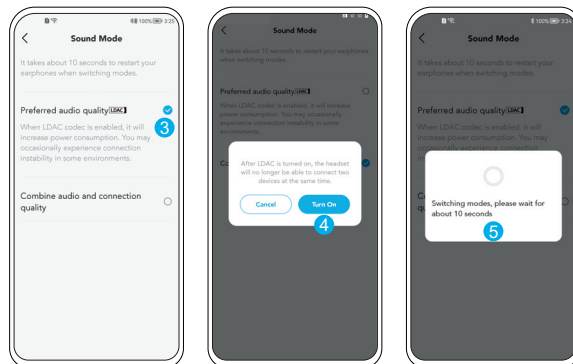 100% 3:25
Sound Mode
It takes about 10 seconds to restart your
earphones when switching modes.
Preferred audio quality LDAC
When LDAC codec is enabled, it will
increase power consumption. You may
occasionally experience connection
instability in some environments.
3
Combine audio and connection
quality
Sound Mode
It takes about 10 seconds to restart your earphones
when switching modes.
Preferred audio quality LDAC
When LDAC codec is enabled, it will increase
power consumption. You may occasionally
experience connection instability in some
environments.
Co
After LDAC is turned on, the headset
will no longer be able to connect two
devices at the same time.
Cancel
Turn On
4
100% 3:24
Sound Mode
It takes about 10 seconds to restart your
earphones when switching modes.
Preferred audio quality LDAC
When LDAC codec is enabled, it will
increase power consumption. You may
occasionally experience connection
in
Co
qu
Switching modes, please wait for
about 10 seconds
5